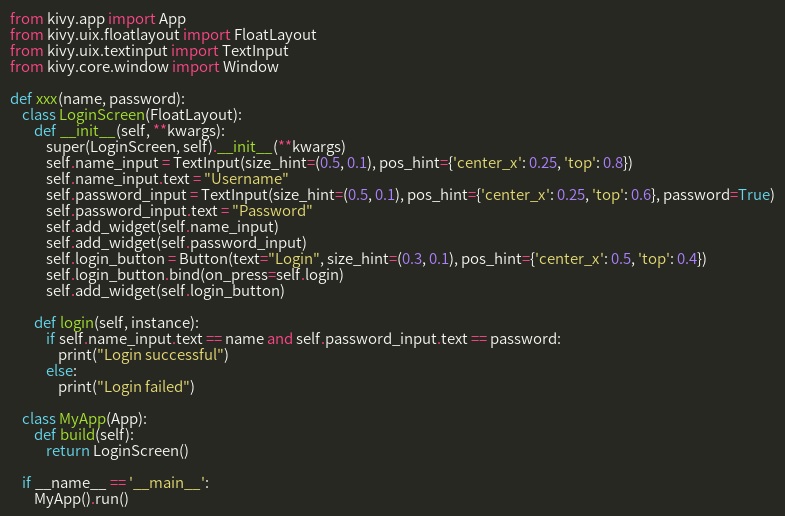 from kivy.app import App
from kivy.uix.floatlayout import FloatLayout
from kivy.uix.textinput import TextInput
from kivy.core.window import Window

def xxx(name, password):
    class LoginScreen(FloatLayout):
        def __init__(self, **kwargs):
            super(LoginScreen, self).__init__(**kwargs)
            self.name_input = TextInput(size_hint=(0.5, 0.1), pos_hint={'center_x': 0.25, 'top': 0.8})
            self.name_input.text = "Username"
            self.password_input = TextInput(size_hint=(0.5, 0.1), pos_hint={'center_x': 0.25, 'top': 0.6}, password=True)
            self.password_input.text = "Password"
            self.add_widget(self.name_input)
            self.add_widget(self.password_input)
            self.login_button = Button(text="Login", size_hint=(0.3, 0.1), pos_hint={'center_x': 0.5, 'top': 0.4})
            self.login_button.bind(on_press=self.login)
            self.add_widget(self.login_button)

        def login(self, instance):
            if self.name_input.text == name and self.password_input.text == password:
                print("Login successful")
            else:
                print("Login failed")

    class MyApp(App):
        def build(self):
            return LoginScreen()

    if __name__ == '__main__':
        MyApp().run()